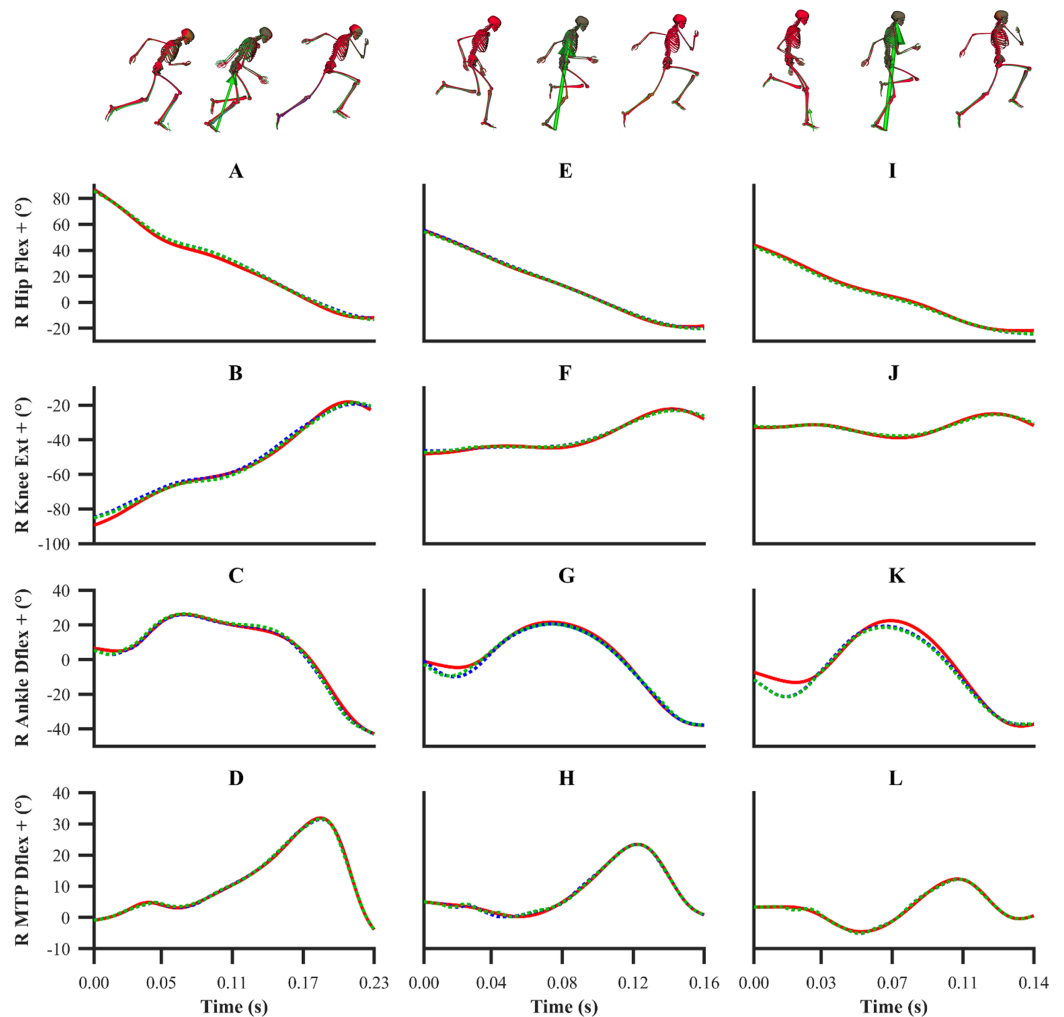 A E I
80
60
40
20
0
-20
R Hip Flex + (°)
B F J
-20
-40
-60
-80
-100
R Knee Ext + (°)
C G K
40
20
0
-20
-40
R Ankle Dflex + (°)
D H L
40
30
20
10
0
-10
R MTP Dflex + (°)
0.00 0.05 0.11 0.17 0.23 0.00 0.04 0.08 0.12 0.16 0.00 0.03 0.07 0.11 0.14
Time (s) Time (s) Time (s)